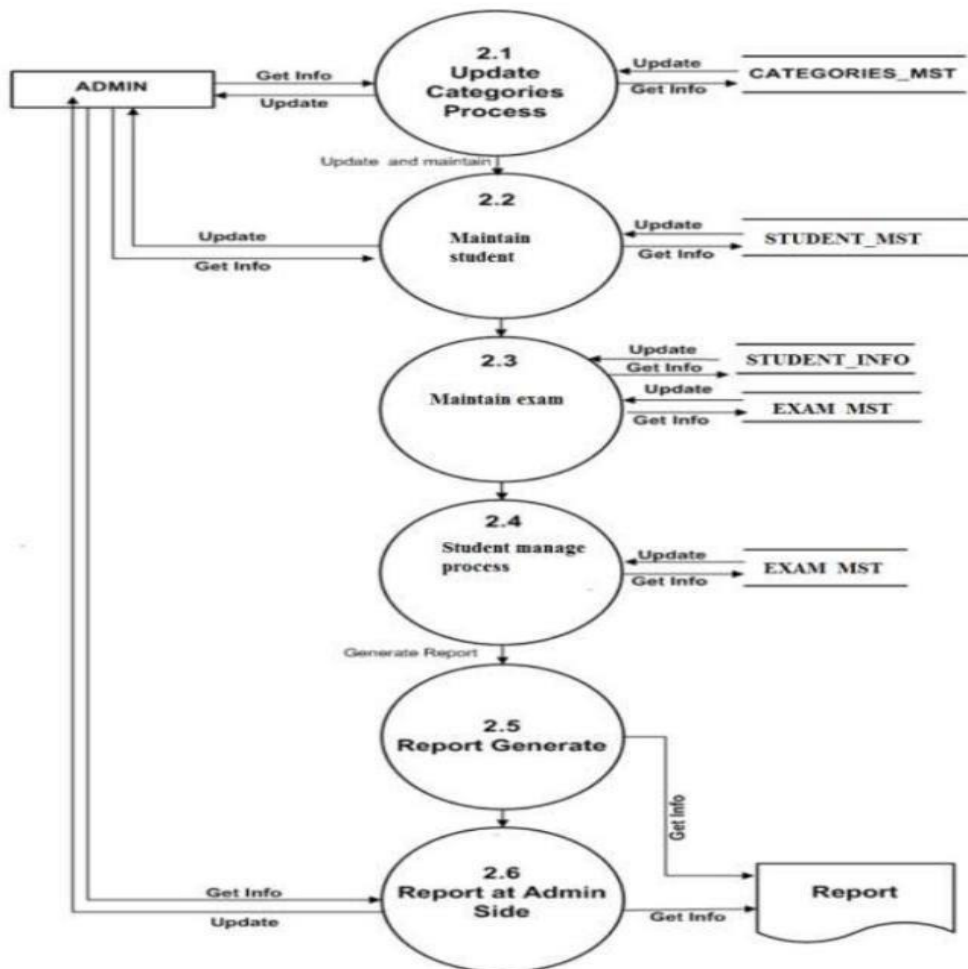 2.1
Update
Categories
Process
ADMIN
Get Info
Update
Update
Get Info
CATEGORIES_MST
Update and maintain
2.2
Maintain
student
Update
Get Info
Update
Get Info
STUDENT_MST
2.3
Maintain exam
Update
Get Info
STUDENT_INFO
Update
Get Info
EXAM MST
2.4
Student manage
process
Update
Get Info
EXAM MST
Generate Report
2.5
Report Generate
Get Info
2.6
Report at Admin
Side
Get Info
Update
Get Info
Report